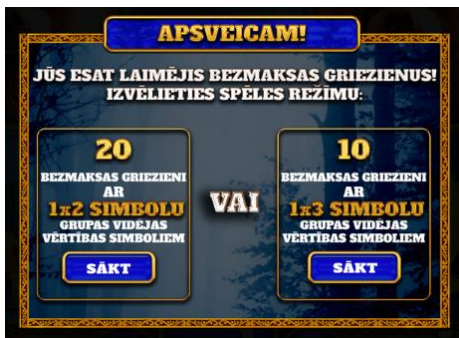 APSVEICAM!
JŪS ESAT LAIMĒJIS BEZMAKSAS GRIEZIENUS!
IZVĒLIETIES SPĒLES REŽĪMU:
20
BEZMAKSAS GRIEZIENI
AR
1x2 SIMBOLU
GRUPAS VIDĒJAS
VĒRTĪBAS SIMBOLIEM
SĀKT
VAI
10
BEZMAKSAS GRIEZIENI
AR
1x3 SIMBOLU
GRUPAS VIDĒJAS
VĒRTĪBAS SIMBOLIEM
SĀKT